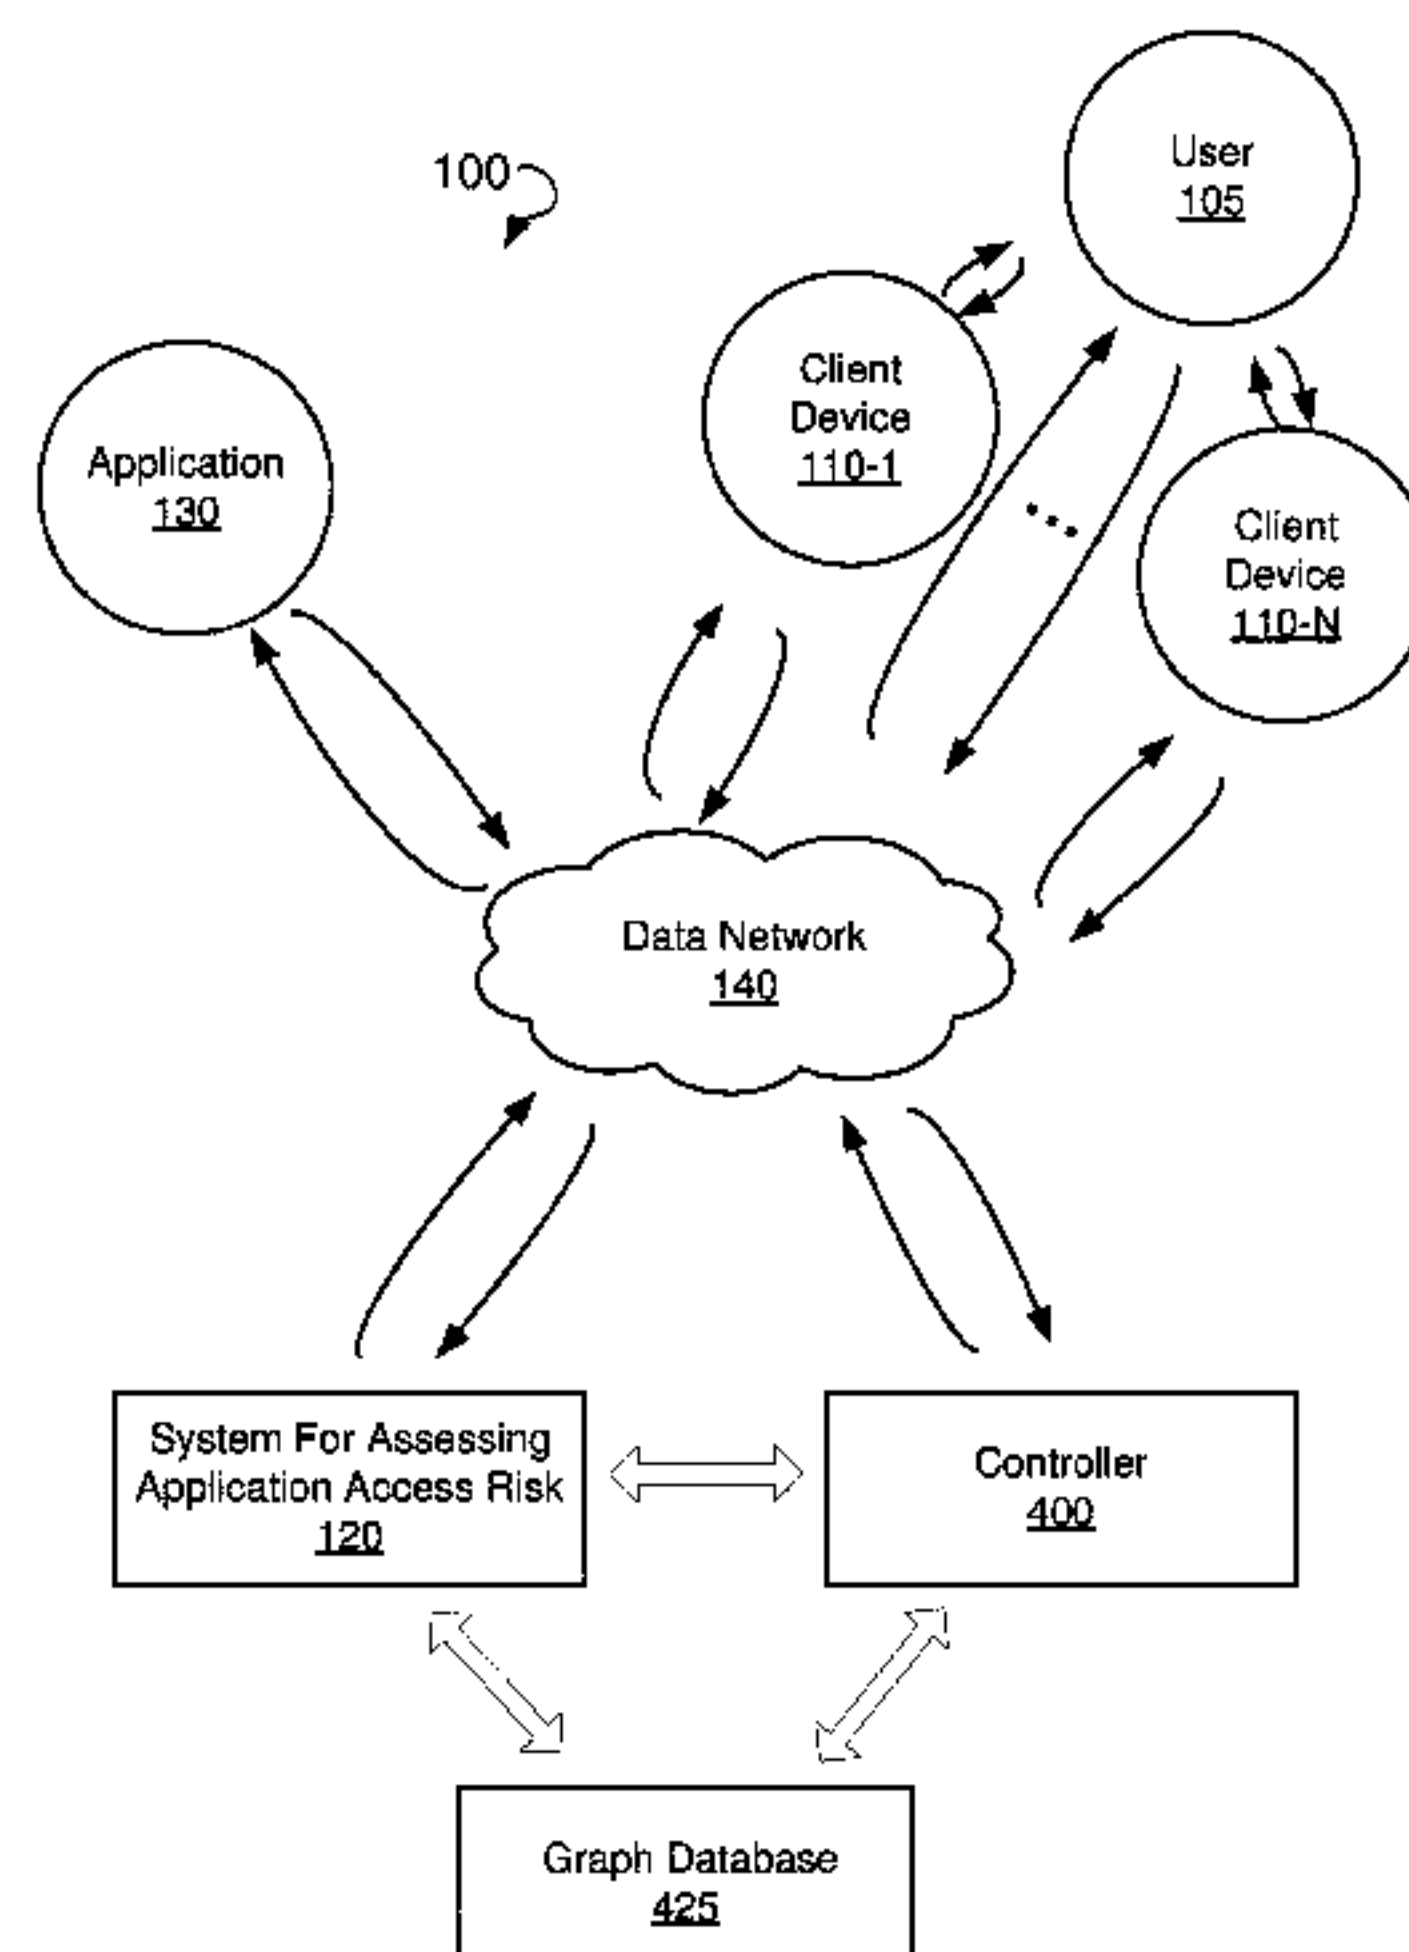 100
User
105
Client
Device
110-1
Application
130
Client
Device
110-N
Data Network
140
System For Assessing
Application Access Risk
120
Controller
400
Graph Database
425